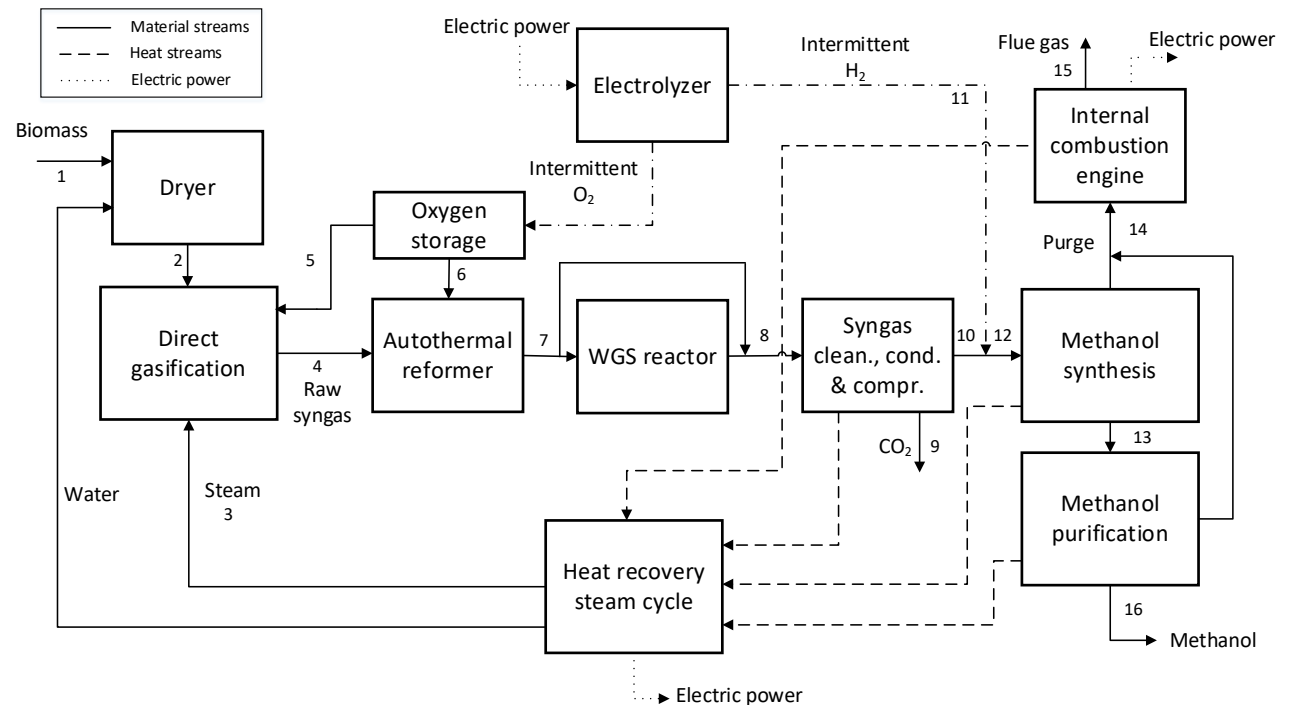 Material streams
Heat streams
Electric power
Electric power
Electrolyzer
Intermittent
H2
11
Flue gas
15
Electric power
Internal
combustion
engine
Biomass
1
Dryer
Intermittent
O2
Oxygen
storage
14
Purge
2
5
6
Direct
gasification
4
Raw
syngas
Autothermal
reformer
7
WGS reactor
8
Syngas
clean., cond.
& compr.
10
12
Methanol
synthesis
CO2
9
13
Water
Steam
3
Methanol
purification
Heat recovery
steam cycle
16
Methanol
Electric power